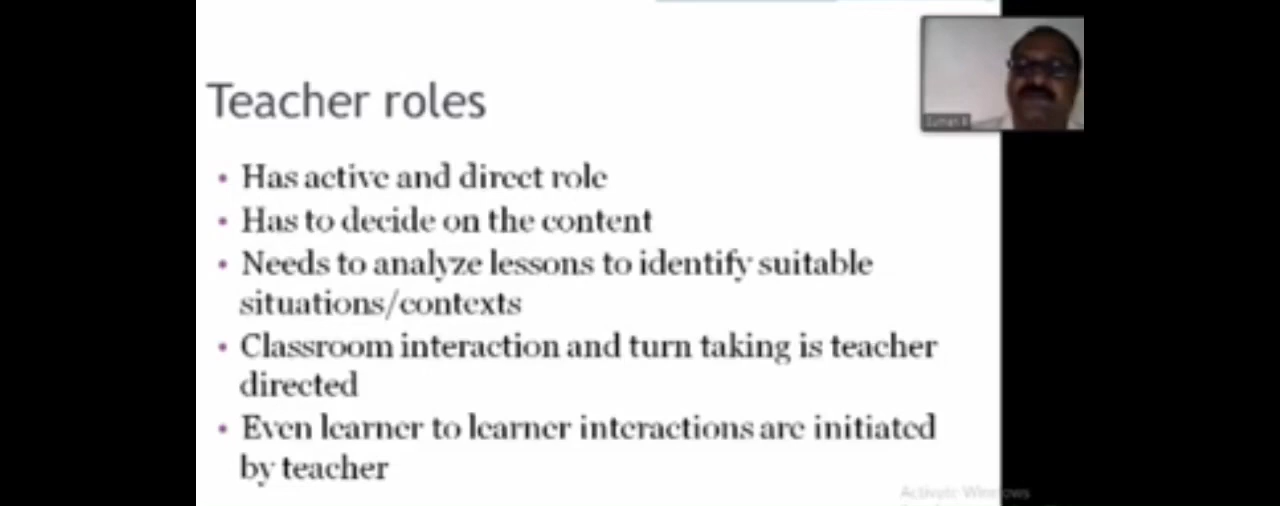 Teacher roles
• Has active and direct role
• Has to decide on the content
• Needs to analyze lessons to identify suitable
situations/contexts
• Classroom interaction and turn taking is teacher
directed
• Even learner to learner interactions are initiated
by teacher
Activate Windows